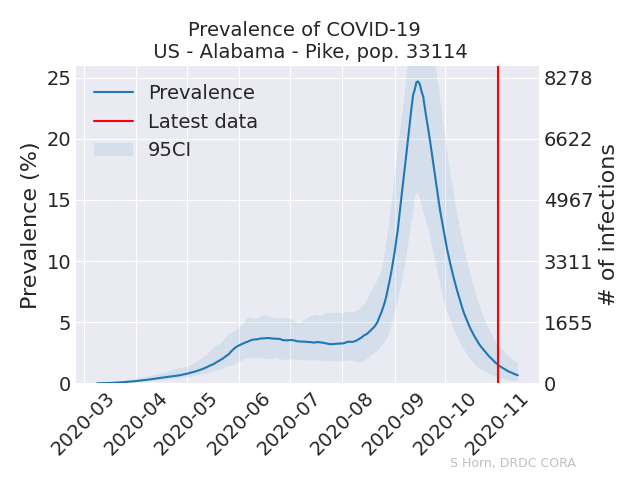 Prevalence of COVID-19
US - Alabama - Pike, pop. 33114
Prevalence
Latest data
95CI
Prevalence (%)
25
20
15
10
5
0
8278
6622
4967
3311
1655
0
# of infections
2020-03
2020-04
2020-05
2020-06
2020-07
2020-08
2020-09
2020-10
2020-11
S Horn, DRDC CORA